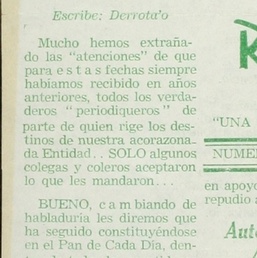 Escribe: Derrota'o
Mucho hemos extraña-
do las "atenciones" de que
para e s t a s fechas siempre
habíamos recibido en años
anteriores, todos los verda-
deros "periodiqueros" de
parte de quien rige los des-
tinos de nuestra acorazona-
da Entidad.. SOLO algunos
colegas y coleros aceptaron
lo que les mandaron...
BUENO, c a m biando de
habladuria les diremos que
ha seguido constituyéndose
en el Pan de Cada Día, den-
"UNA
NUME
en apoyo
repudio a